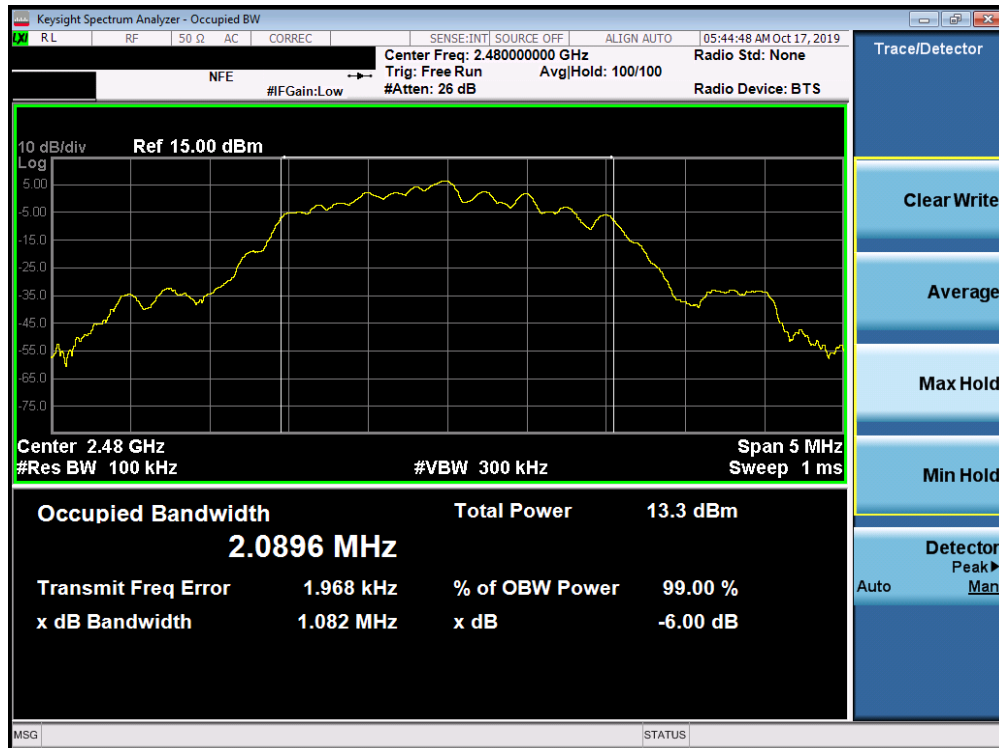 Keysight Spectrum Analyzer - Occupied BW
LXI RL RF 50 Ω AC CORREC SENSE:INT SOURCE OFF ALIGN AUTO 05:44:48 AM Oct 17, 2019
Center Freq: 2.480000000 GHz Radio Std: None
NFE Trig: Free Run Avg|Hold: 100/100
#IFGain:Low #Atten: 26 dB Radio Device: BTS
Trace/Detector
10 dB/div Ref 15.00 dBm
Log
5.00
-5.00
-15.0
-25.0
-35.0
-45.0
-55.0
-65.0
-75.0
Center 2.48 GHz Span 5 MHz
#Res BW 100 kHz #VBW 300 kHz Sweep 1 ms
Occupied Bandwidth Total Power 13.3 dBm
2.0896 MHz
Transmit Freq Error 1.968 kHz % of OBW Power 99.00 %
x dB Bandwidth 1.082 MHz x dB -6.00 dB
Clear Write
Average
Max Hold
Min Hold
Detector
Peak▶
Auto Man
MSG STATUS